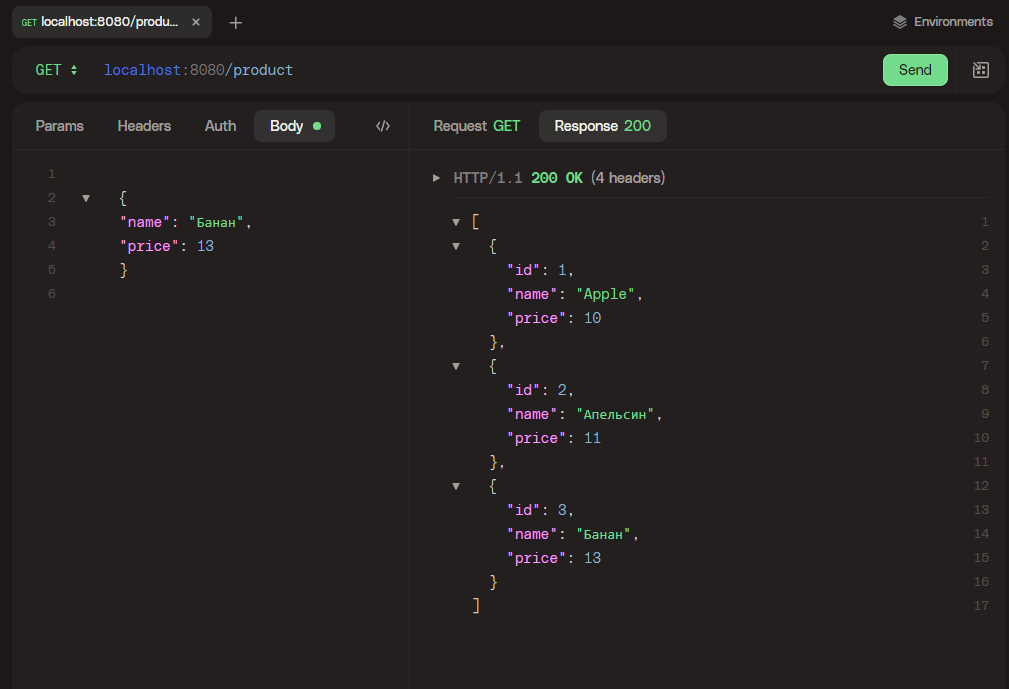 GET localhost:8080/produ...
Environments
GET localhost:8080/product
Send
Params Headers Auth Body
Request GET Response 200
1
2 {
3 "name": "Банан",
4 "price": 13
5 }
6
HTTP/1.1 200 OK (4 headers)
[ 1
{ 2
"id": 1, 3
"name": "Apple", 4
"price": 10 5
}, 6
{ 7
"id": 2, 8
"name": "Апельсин", 9
"price": 11 10
}, 11
{ 12
"id": 3, 13
"name": "Банан", 14
"price": 13 15
} 16
] 17